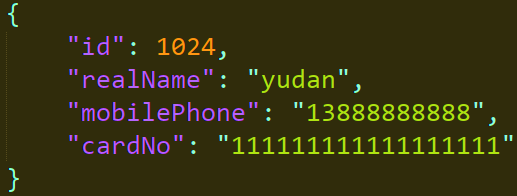 {
"id": 1024,
"realName": "yudan",
"mobilePhone": "13888888888",
"cardNo": "111111111111111111"
}